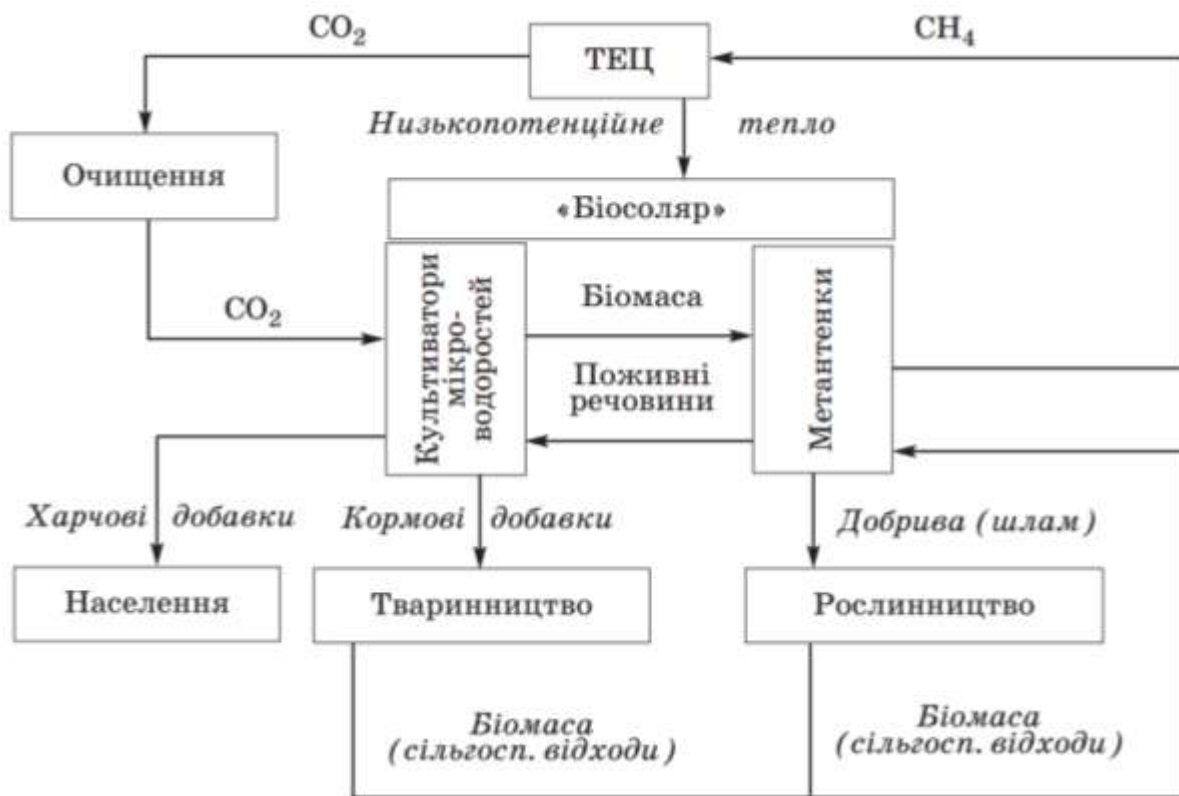 CO₂
CH₄
ТЕЦ
Низькопотенційне тепло
Очищення
«Біосоляр»
Культиватори
мікро-
водоростей
Біомаса
CO₂
Поживні
речовини
Метантенки
Харчові добавки
Кормові добавки
Добрива (шлам)
Населення
Тваринництво
Рослинництво
Біомаса
(сільгосп. відходи)
Біомаса
(сільгосп. відходи)